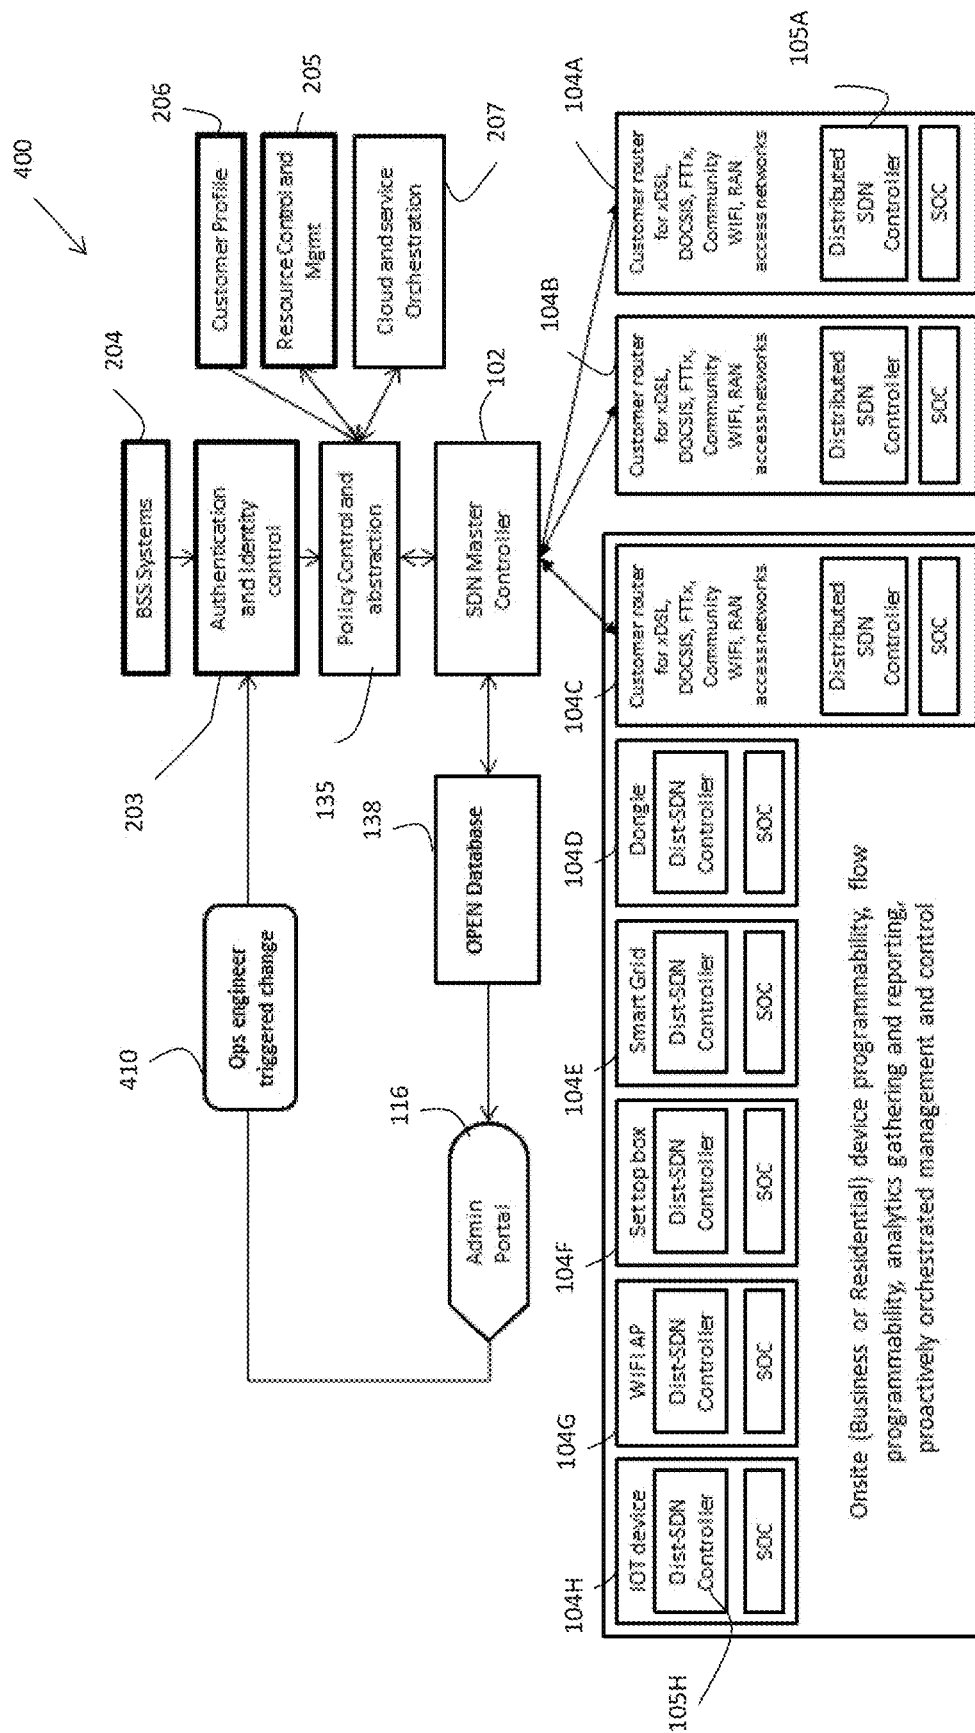 400
204
BSS Systems
206
Customer Profile
205
Resource Control and
Mgmt
Cloud and service
Orchestration
207
Authentication
and Identity
control
203
Policy Control and
abstraction
135
SDN Master
Controller
102
410
Ops engineer
triggered change
138
OPEN Database
116
Admin
Portal
104H
IOT device
Dist-SDN
Controller
SOC
105H
104G
WIFI AP
Dist-SDN
Controller
SOC
104F
Set top box
Dist-SDN
Controller
SOC
104E
Smart Grid
Dist-SDN
Controller
SOC
104D
Dongle
Dist-SDN
Controller
SOC
104C
Customer router
for xDSL,
DOCSIS, FTTx,
Community
WIFI, RAN
access networks
Distributed
SDN
Controller
SOC
104B
Customer router
for xDSL,
DOCSIS, FTTx,
Community
WIFI, RAN
access networks
Distributed
SDN
Controller
SOC
104A
Customer router
for xDSL,
DOCSIS, FTTx,
Community
WIFI, RAN
access networks
Distributed
SDN
Controller
SOC
105A
Onsite (Business or Residential) device programmability, flow
programmability, analytics gathering and reporting,
proactively orchestrated management and control